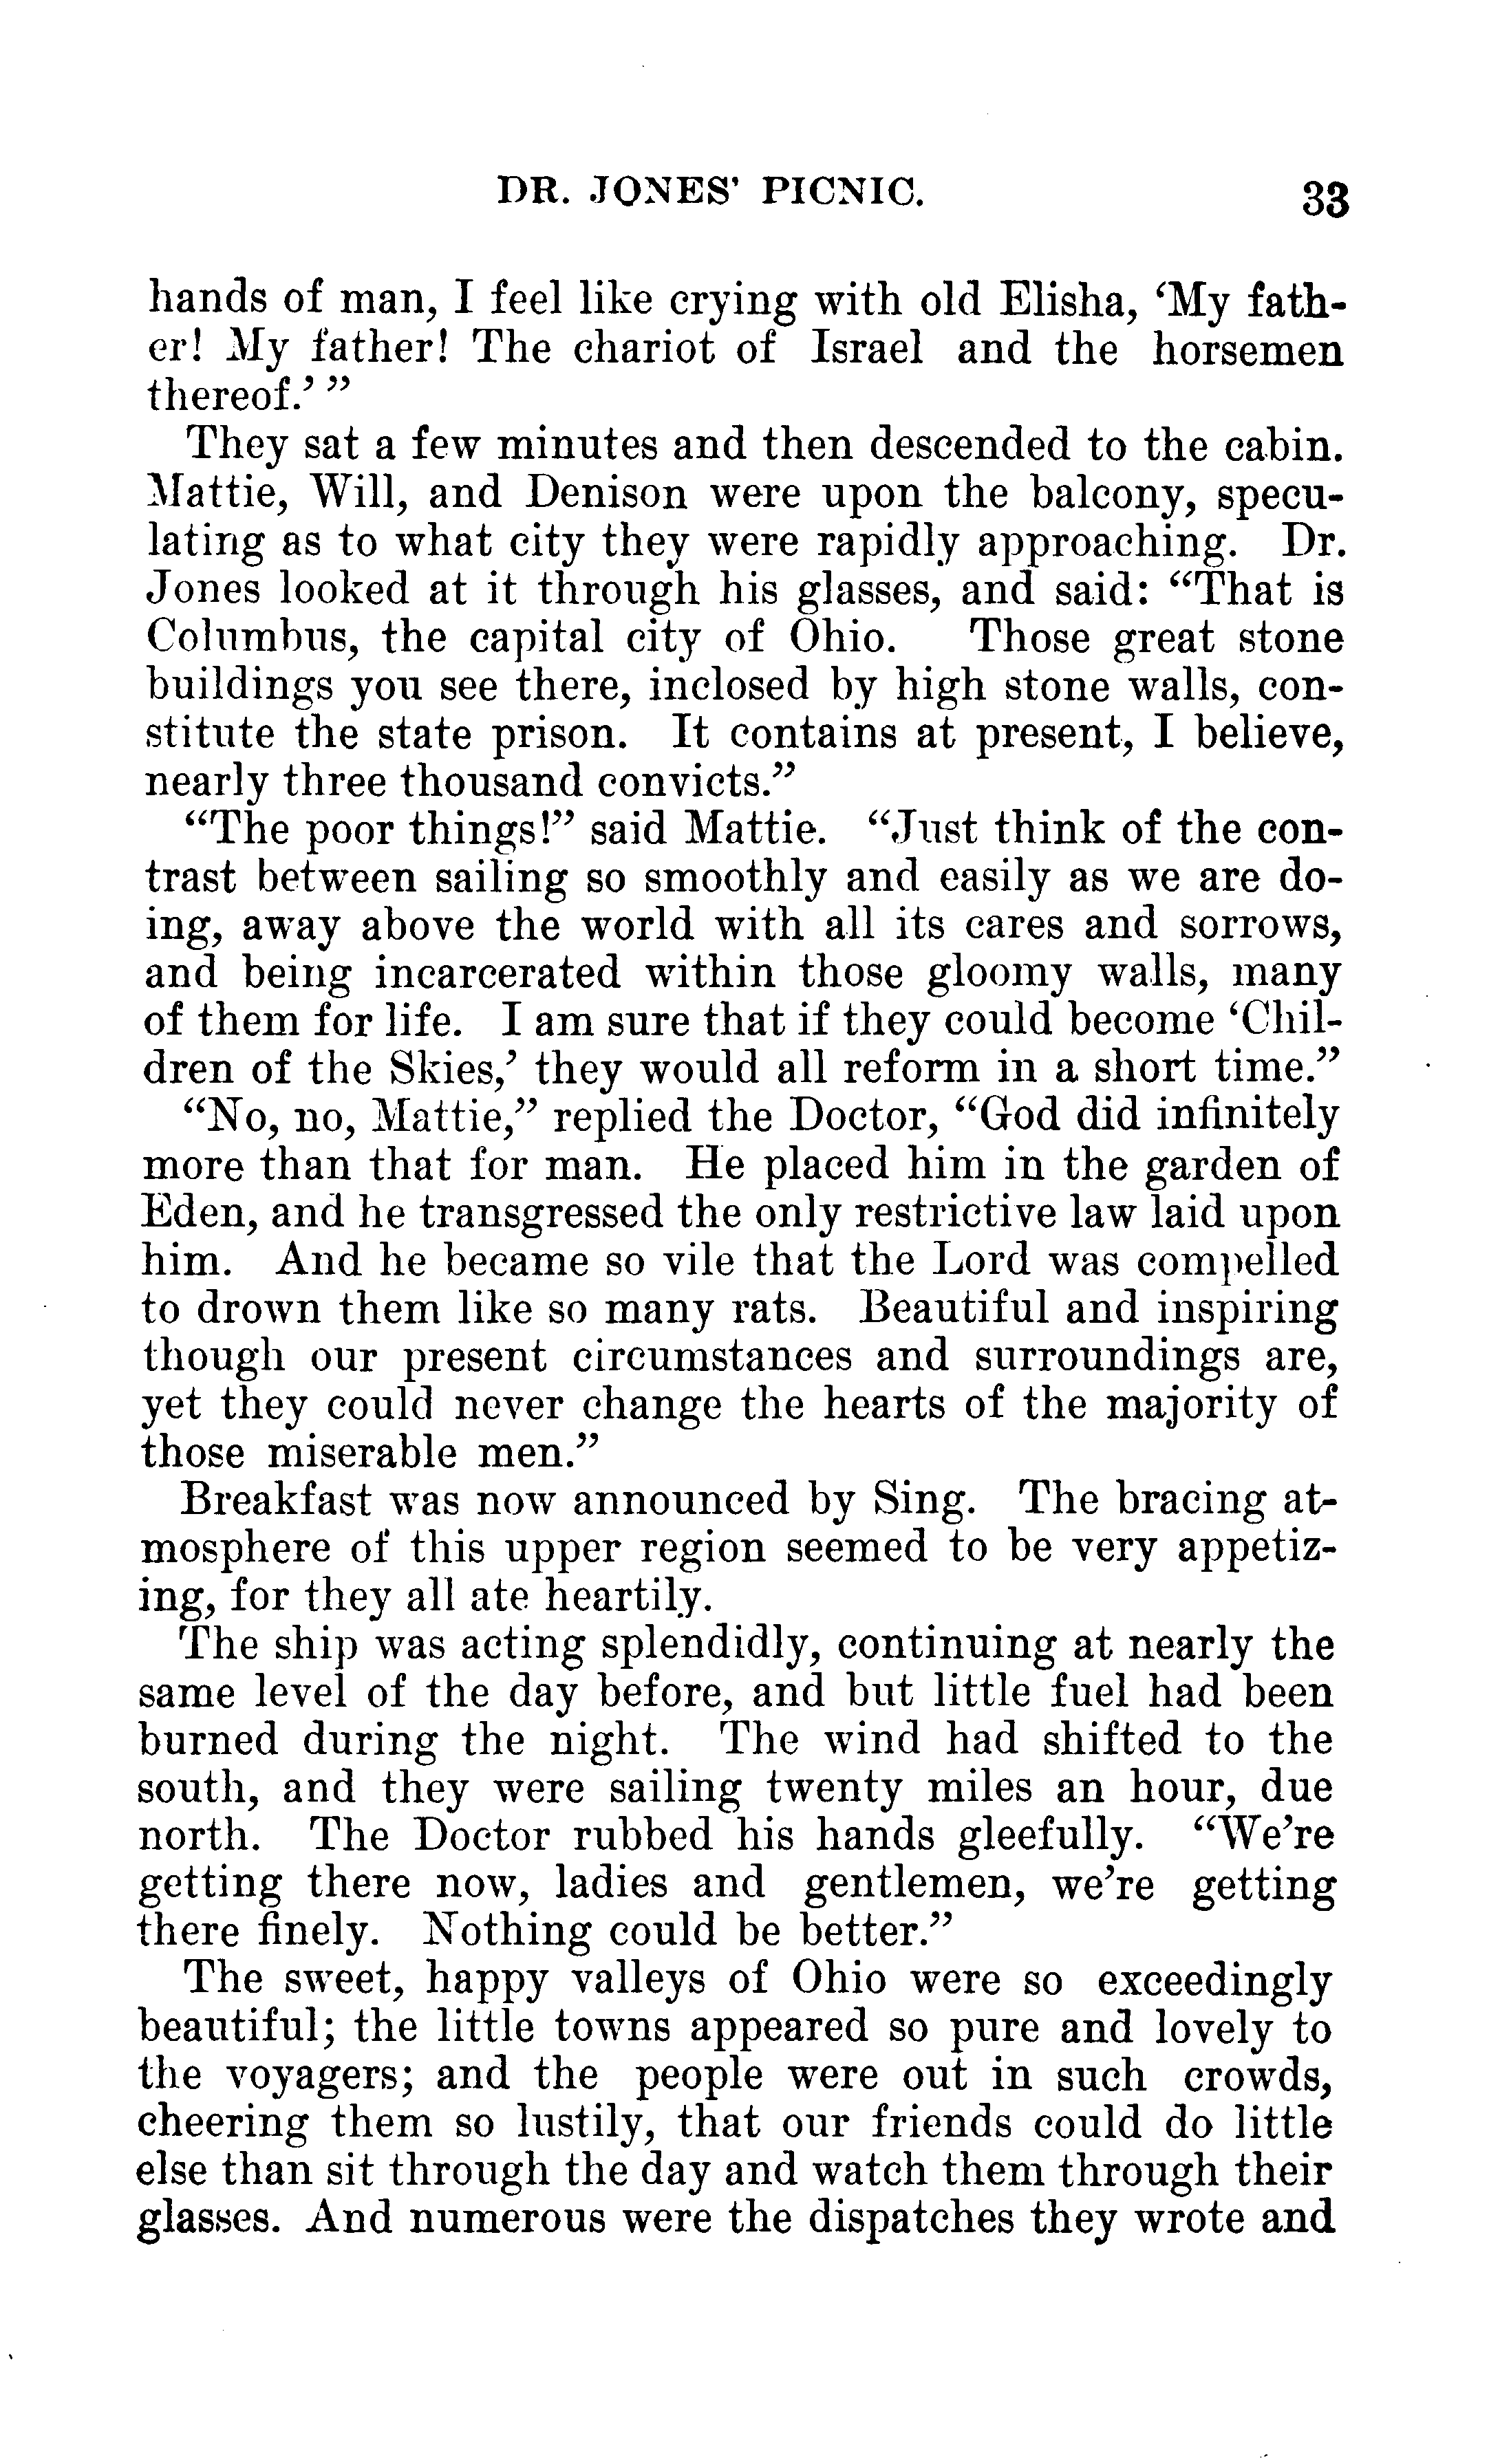 DR. JONES' PICNIC. 33
hands of man, I feel like crying with old Elisha, ‘My fath-
er! My father! The chariot of Israel and the horsemen
thereof.’ ”
They sat a few minutes and then descended to the cabin.
Mattie, Will, and Denison were upon the balcony, specu-
lating as to what city they were rapidly approaching. Dr.
Jones looked at it through his glasses, and said: “That is
Columbus, the capital city of Ohio. Those great stone
buildings you see there, inclosed by high stone walls, con-
stitute the state prison. It contains at present, I believe,
nearly three thousand convicts.”
“The poor things!” said Mattie. “Just think of the con-
trast between sailing so smoothly and easily as we are do-
ing, away above the world with all its cares and sorrows,
and being incarcerated within those gloomy walls, many
of them for life. I am sure that if they could become ‘Chil-
dren of the Skies,’ they would all reform in a short time.”
“No, no, Mattie,” replied the Doctor, “God did infinitely
more than that for man. He placed him in the garden of
Eden, and he transgressed the only restrictive law laid upon
him. And he became so vile that the Lord was compelled
to drown them like so many rats. Beautiful and inspiring
though our present circumstances and surroundings are,
yet they could never change the hearts of the majority of
those miserable men.”
Breakfast was now announced by Sing. The bracing at-
mosphere of this upper region seemed to be very appetiz-
ing, for they all ate heartily.
The ship was acting splendidly, continuing at nearly the
same level of the day before, and but little fuel had been
burned during the night. The wind had shifted to the
south, and they were sailing twenty miles an hour, due
north. The Doctor rubbed his hands gleefully. “We’re
getting there now, ladies and gentlemen, we’re getting
there finely. Nothing could be better.”
The sweet, happy valleys of Ohio were so exceedingly
beautiful; the little towns appeared so pure and lovely to
the voyagers; and the people were out in such crowds,
cheering them so lustily, that our friends could do little
else than sit through the day and watch them through their
glasses. And numerous were the dispatches they wrote and